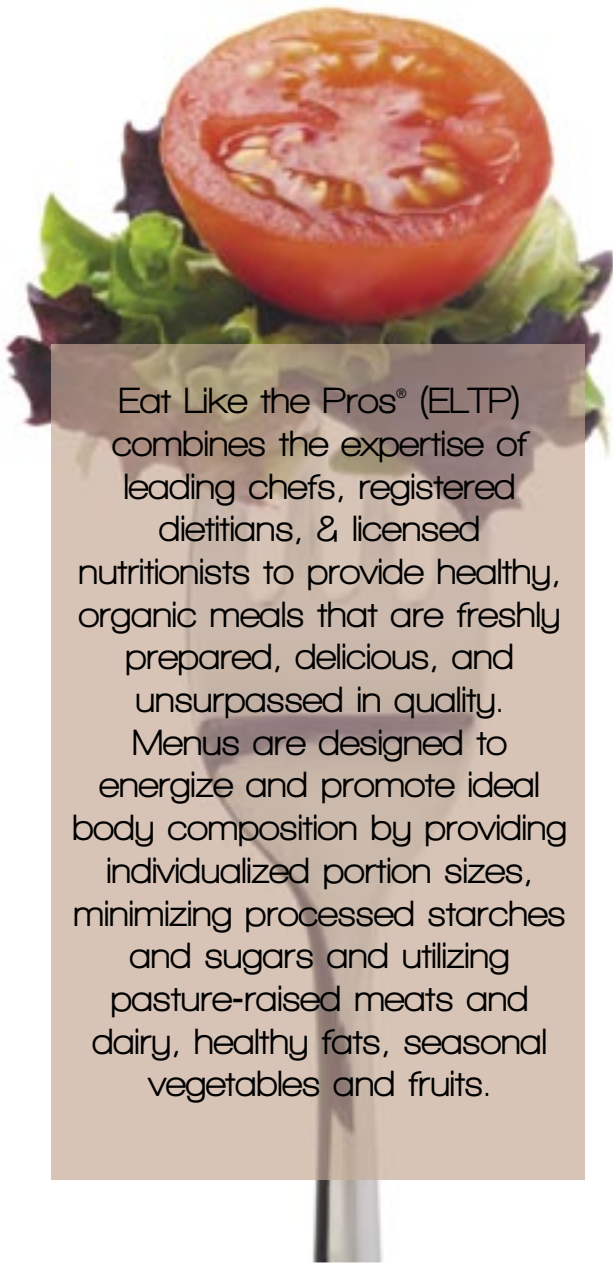 Eat Like the Pros® (ELTP)
combines the expertise of
leading chefs, registered
dietitians, & licensed
nutritionists to provide healthy,
organic meals that are freshly
prepared, delicious, and
unsurpassed in quality.
Menus are designed to
energize and promote ideal
body composition by providing
individualized portion sizes,
minimizing processed starches
and sugars and utilizing
pasture-raised meats and
dairy, healthy fats, seasonal
vegetables and fruits.